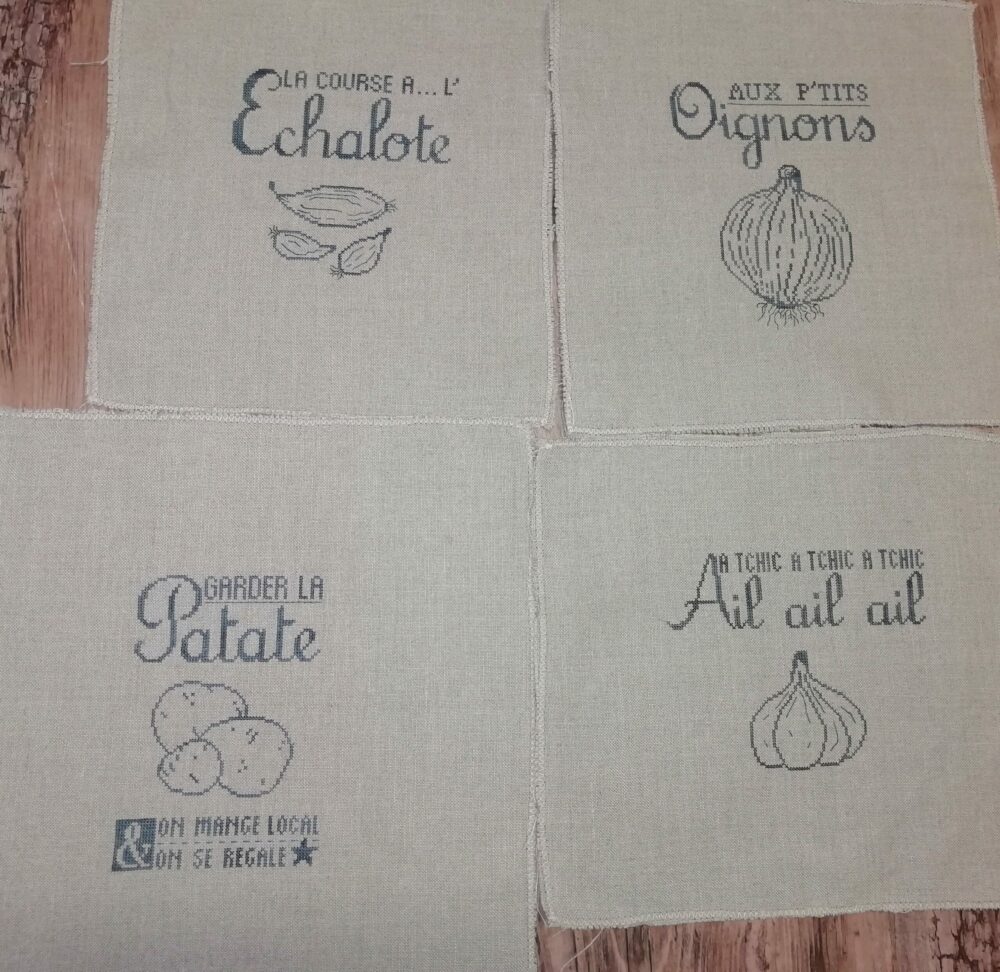 LA COURSE A... L'
Echalote
AUX P'TITS
Oignons
GARDER LA
Patate
& ON MANGE LOCAL
ON SE REGALE
A TCHIC A TCHIC A TCHIC
Ail ail ail